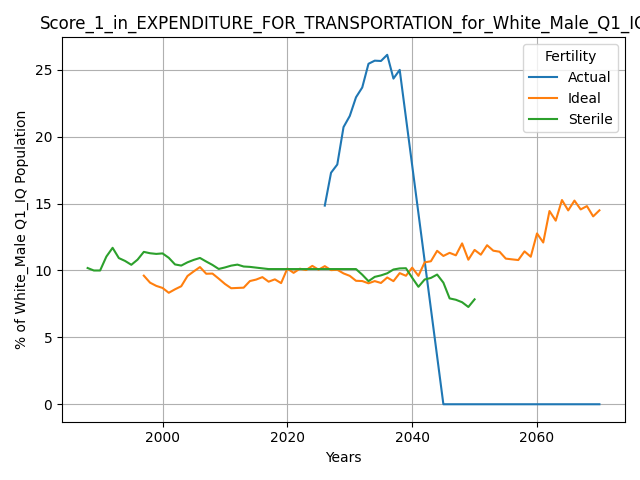 Score_1_in_EXPENDITURE_FOR_TRANSPORTATION_for_White_Male_Q1_IQ
Fertility
Actual
Ideal
Sterile
% of White_Male Q1_IQ Population
25
20
15
10
5
0
2000 2020 2040 2060
Years